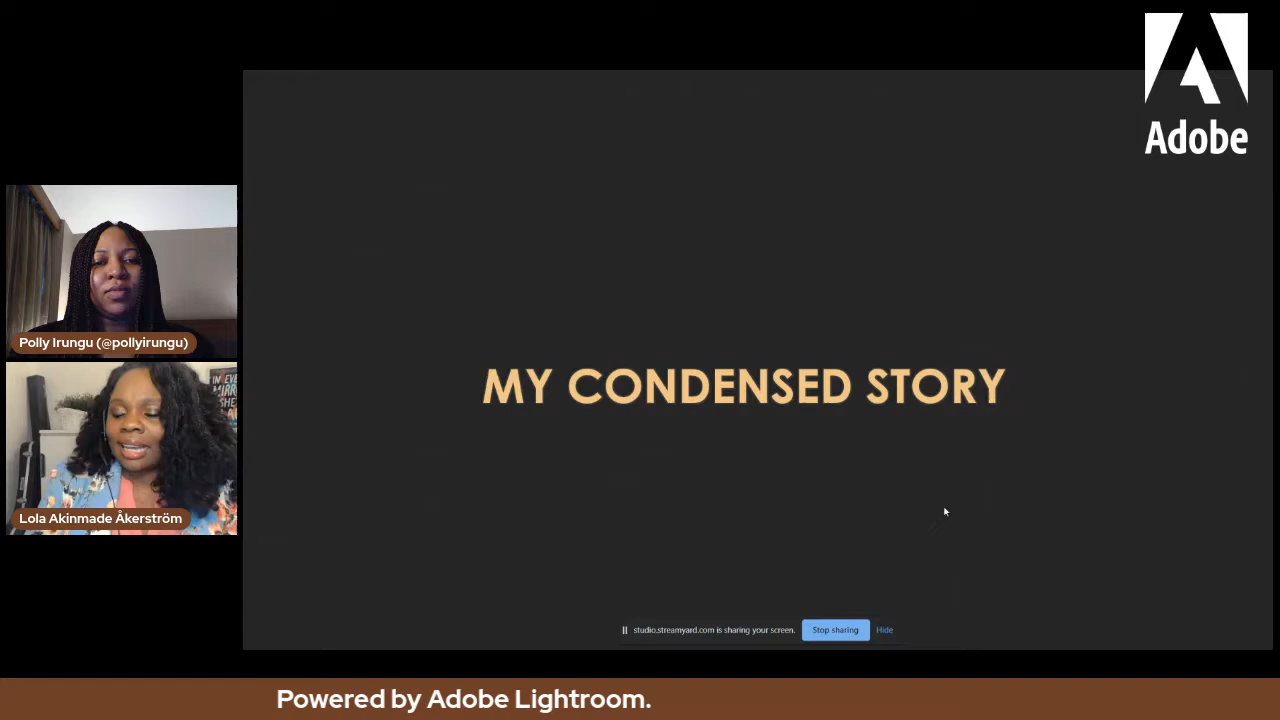 Adobe
Polly Irungu (@pollyirungu)
Lola Akinmade Åkerström
MY CONDENSED STORY
studio.streamyard.com is sharing your screen.
Stop sharing
Hide
Powered by Adobe Lightroom.